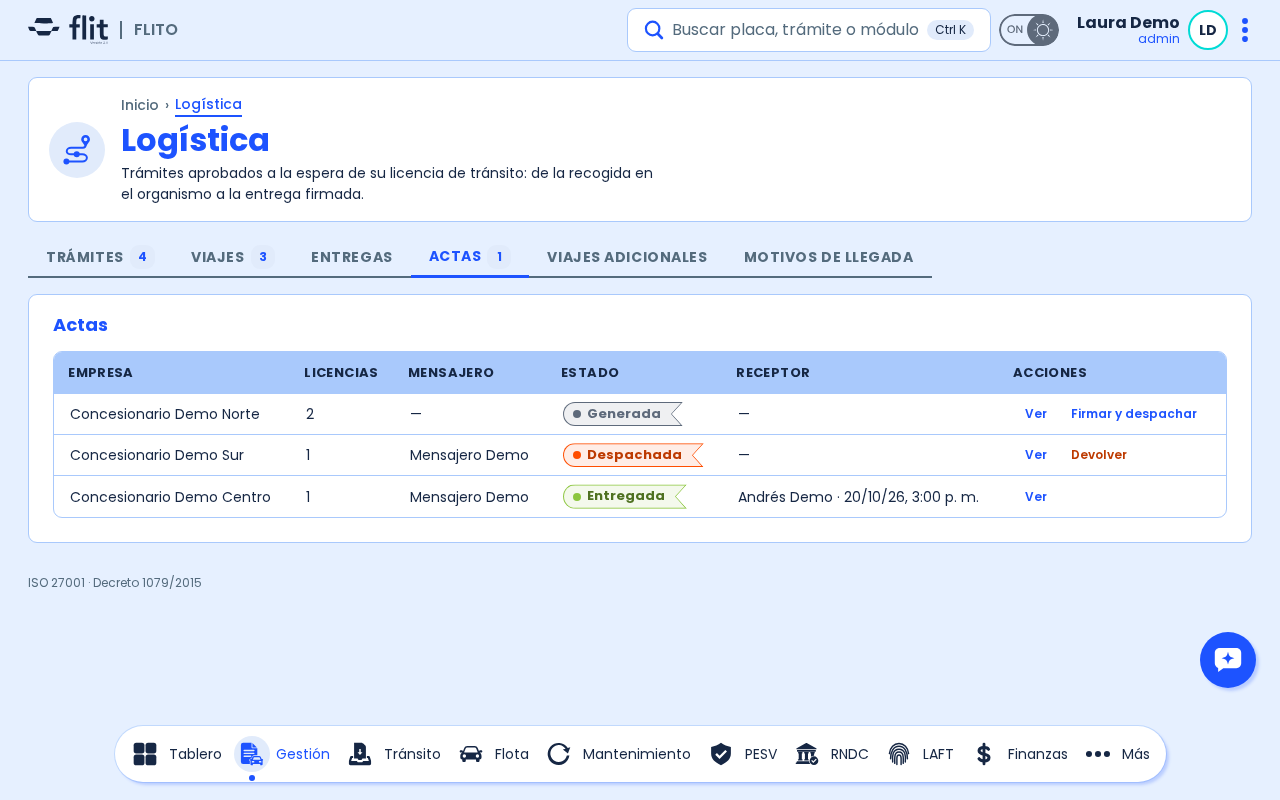 flit | FLITO
Buscar placa, trámite o módulo Ctrl K
ON
Laura Demo
admin
LD
Inicio › Logística
Logística
Trámites aprobados a la espera de su licencia de tránsito: de la recogida en
el organismo a la entrega firmada.
TRÁMITES 4 VIAJES 3 ENTREGAS ACTAS 1 VIAJES ADICIONALES MOTIVOS DE LLEGADA
Actas
EMPRESA LICENCIAS MENSAJERO ESTADO RECEPTOR ACCIONES
Concesionario Demo Norte 2 — Generada — Ver Firmar y despachar
Concesionario Demo Sur 1 Mensajero Demo Despachada — Ver Devolver
Concesionario Demo Centro 1 Mensajero Demo Entregada Andrés Demo · 20/10/26, 3:00 p. m. Ver
ISO 27001 · Decreto 1079/2015
Tablero Gestión Tránsito Flota Mantenimiento PESV RNDC LAFT Finanzas Más